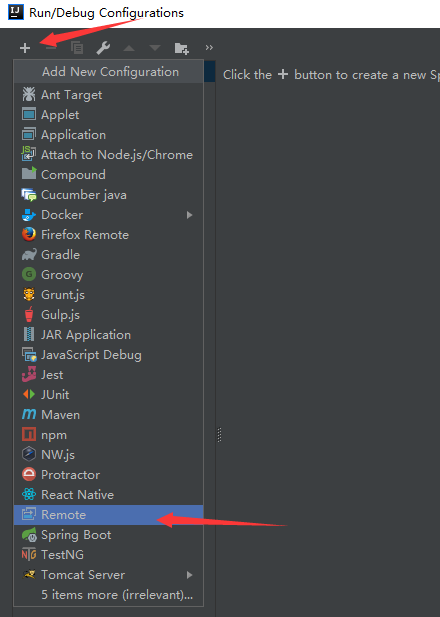 Run/Debug Configurations
Add New Configuration
Click the + button to create a new Sp
Ant Target
Applet
Application
Attach to Node.js/Chrome
Compound
Cucumber java
Docker
Firefox Remote
Gradle
Groovy
Grunt.js
Gulp.js
JAR Application
JavaScript Debug
Jest
JUnit
Maven
npm
NW.js
Protractor
React Native
Remote
Spring Boot
TestNG
Tomcat Server
5 items more (irrelevant)...